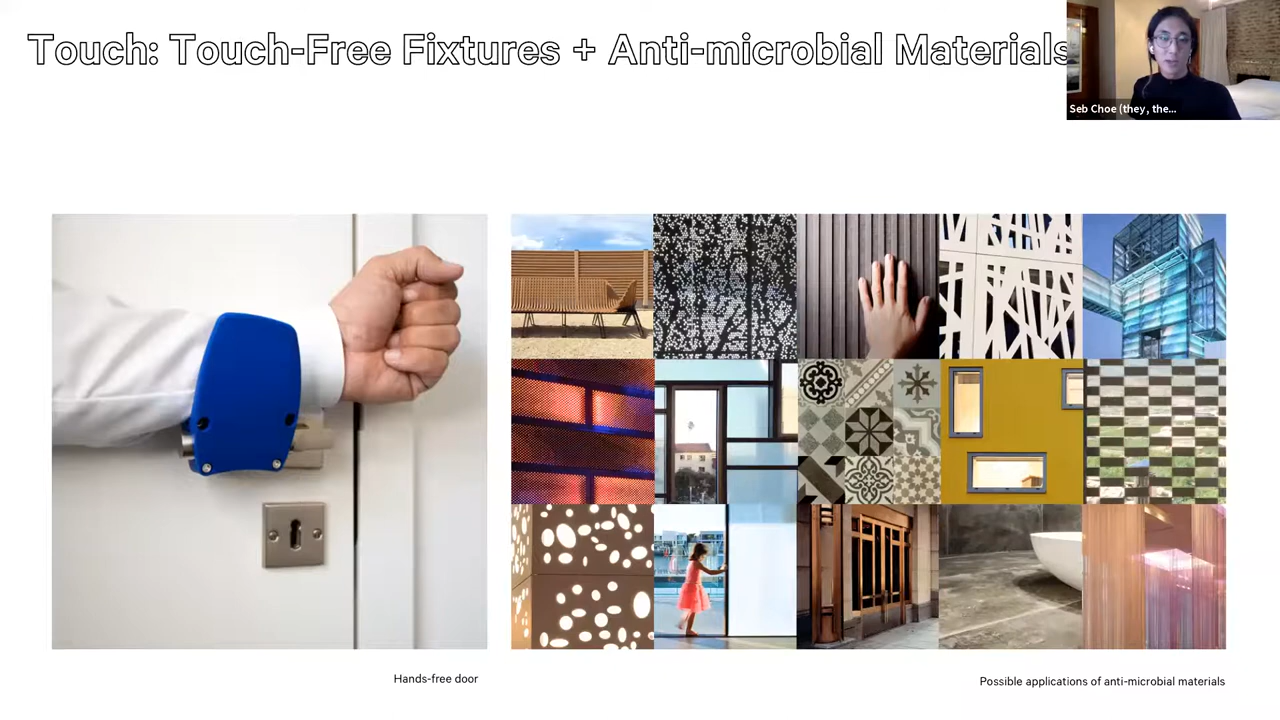 Touch: Touch-Free Fixtures + Anti-microbial Materials
Seb Choe (they, the...
Hands-free door
Possible applications of anti-microbial materials